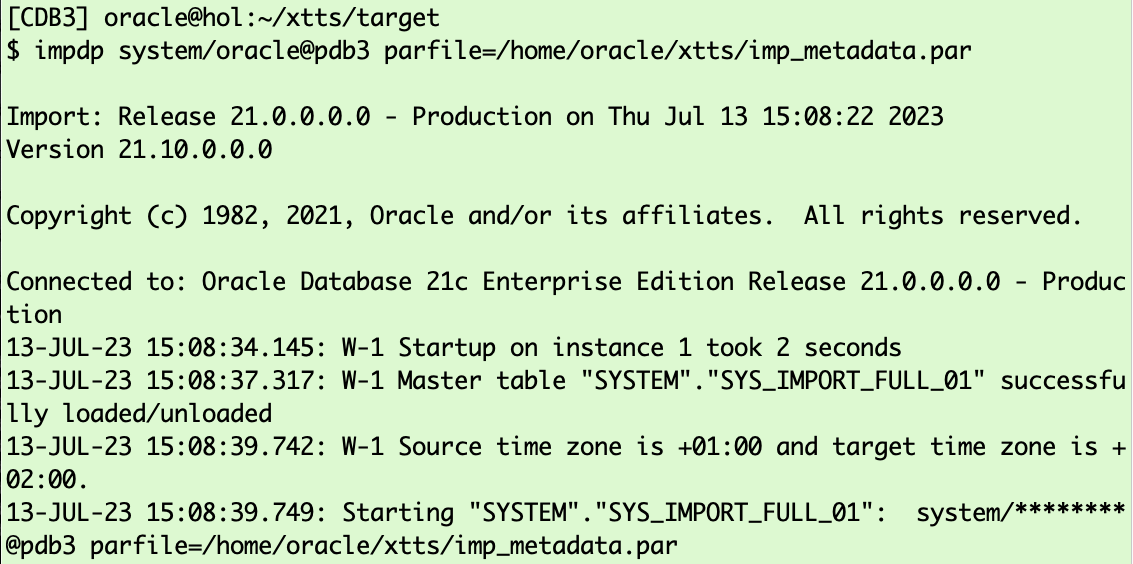 [CDB3] oracle@hol:~/xtts/target
$ impdp system/oracle@pdb3 parfile=/home/oracle/xtts/imp_metadata.par
Import: Release 21.0.0.0.0 - Production on Thu Jul 13 15:08:22 2023
Version 21.10.0.0.0
Copyright (c) 1982, 2021, Oracle and/or its affiliates.  All rights reserved.
Connected to: Oracle Database 21c Enterprise Edition Release 21.0.0.0.0 - Produc
tion
13-JUL-23 15:08:34.145: W-1 Startup on instance 1 took 2 seconds
13-JUL-23 15:08:37.317: W-1 Master table "SYSTEM"."SYS_IMPORT_FULL_01" successfu
lly loaded/unloaded
13-JUL-23 15:08:39.742: W-1 Source time zone is +01:00 and target time zone is +
02:00.
13-JUL-23 15:08:39.749: Starting "SYSTEM"."SYS_IMPORT_FULL_01":  system/********
@pdb3 parfile=/home/oracle/xtts/imp_metadata.par